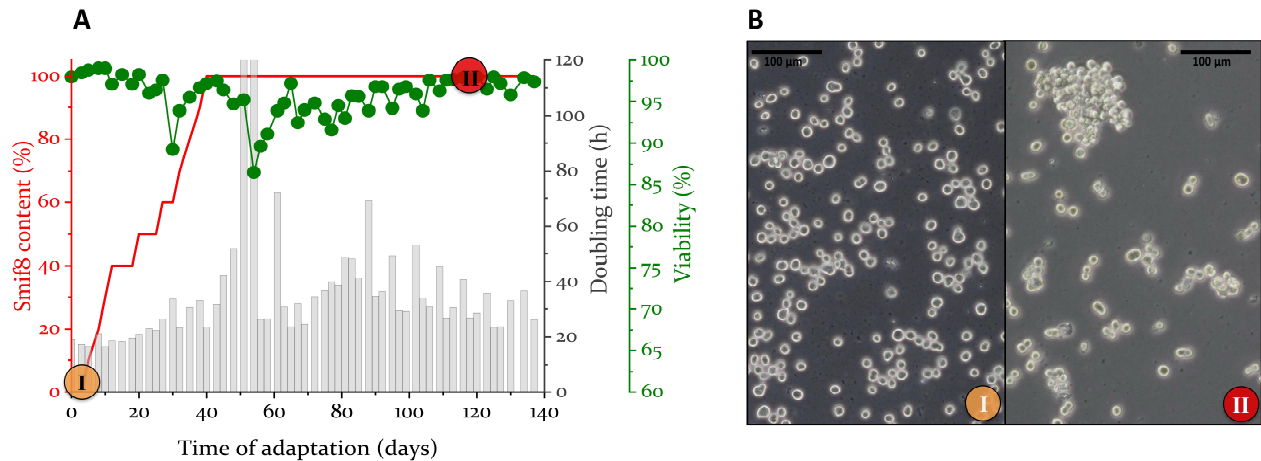 A
Smif8 content (%)
100
80
60
40
20
0
I
II
0 20 40 60 80 100 120 140
Time of adaptation (days)
120
100
80
60
40
20
0
Doubling time (h)
100
95
90
85
80
75
70
65
60
Viability (%)
B
100 µm
100 µm
I
II